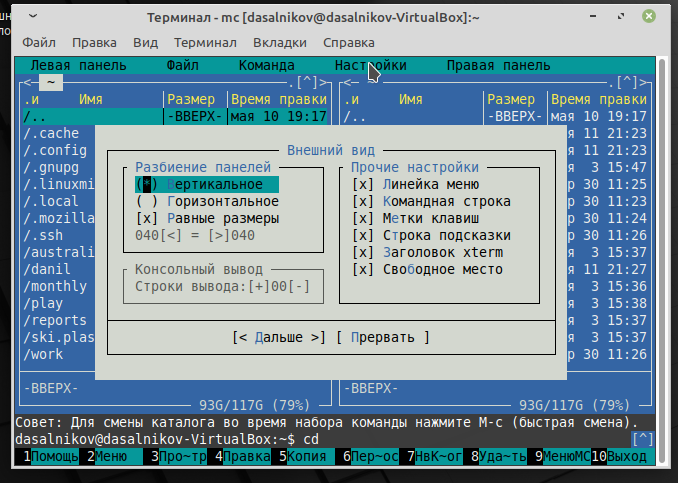 Терминал - mc [dasalnikov@dasalnikov-VirtualBox]:~
Файл Правка Вид Терминал Вкладки Справка
Левая панель Файл Команда Настройки Правая панель
<— ~ .[^]> <— .[^]>
.и Имя Размер Время правки .и Имя Размер Время правки
/.. -ВВЕРХ- мая 10 19:17 /.. -ВВЕРХ- мая 10 19:17
/.cache я 11 21:23
/.config я 11 21:23
/.gnupg я 3 15:47
/.linuxmi р 30 11:25
/.local р 30 11:23
/.mozilla р 30 11:24
/.ssh р 30 11:26
/australi я 3 15:37
/danil я 11 21:27
/monthly я 3 15:36
/play я 3 15:38
/reports я 3 15:37
/ski.plas я 3 15:37
/work р 30 11:26
Внешний вид
Разбиение панелей
(*) Вертикальное
( ) Горизонтальное
[x] Равные размеры
040[<] = [>]040
Консольный вывод
Строки вывода:[+]00[-]
Прочие настройки
[x] Линейка меню
[x] Командная строка
[x] Метки клавиш
[x] Строка подсказки
[x] Заголовок xterm
[x] Свободное место
[< Дальше >] [ Прервать ]
-ВВЕРХ- -ВВЕРХ-
93G/117G (79%) 93G/117G (79%)
Совет: Для смены каталога во время набора команды нажмите M-c (быстрая смена).
dasalnikov@dasalnikov-VirtualBox:~$ cd [^]
1Помощь 2Меню 3Про~тр 4Правка 5Копия 6Пер~ос 7НвК~ог 8Уда~ть 9МенюMC 10Выход